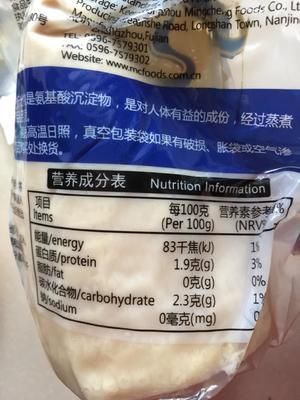 Kangzhou Mingcheng Foods Co., Ltd
Producing
Seanshe Road, Longshan Town, Nanjing
Zhangzhou, Fujian
Tel: 0596-7579301
Fax: 0596-7579302
Website: www.mcfoods.com.cn
是氨基酸沉淀物，是对人体有益的成份，经过蒸煮
高温日照，真空包装袋如果有破损、胀袋或空气渗
处换货。
营养成分表 Nutrition Information
项目 每100克 营养素参考
Items (Per 100g) (NRV
能量/energy 83千焦(kJ) 1%
蛋白质/protein 1.9克(g) 3%
脂肪/fat 0克(g) 0%
碳水化合物/carbohydrate 2.3克(g) 1%
钠/sodium 0毫克(mg) 0%